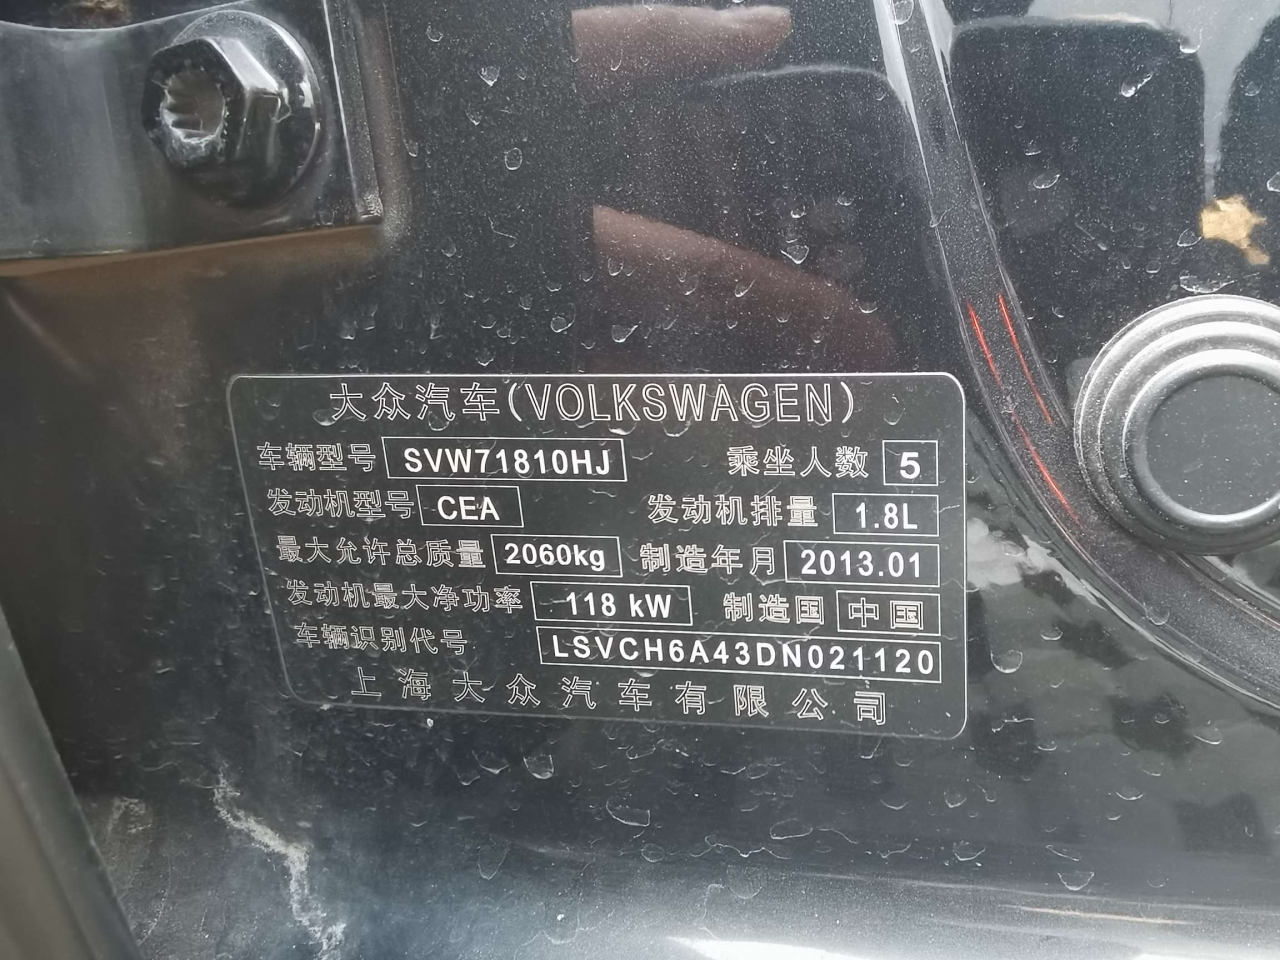 大众汽车(VOLKSWAGEN)
车辆型号 SVW71810HJ 乘坐人数 5
发动机型号 CEA 发动机排量 1.8L
最大允许总质量 2060kg 制造年月 2013.01
发动机最大净功率 118 kW 制造国 中国
车辆识别代号 LSVCH6A43DN021120
上海大众汽车有限公司